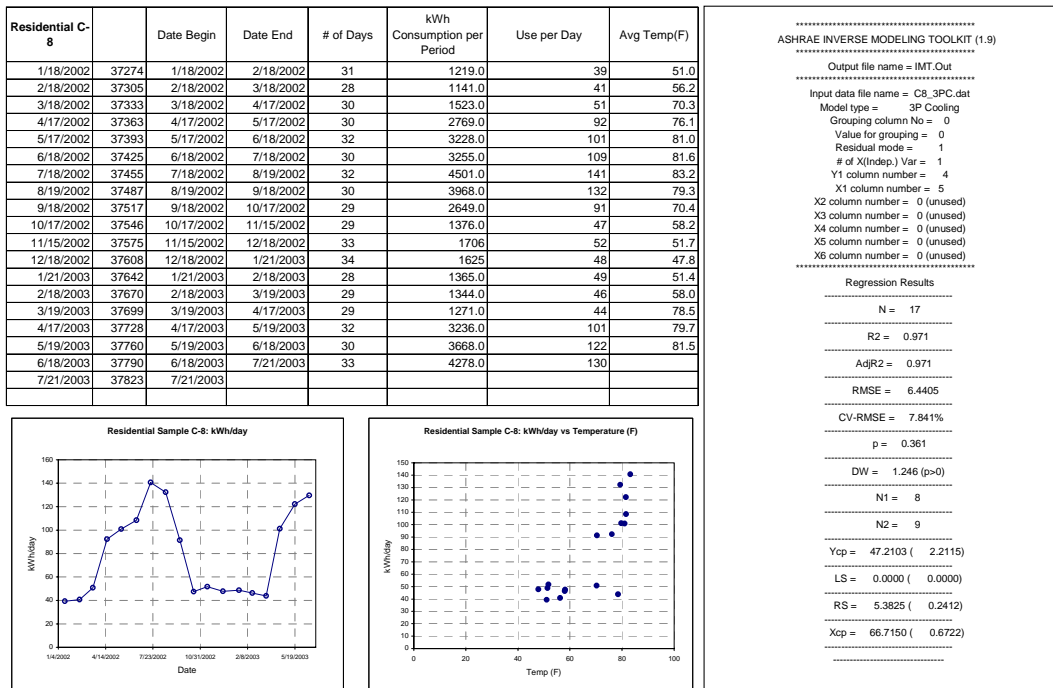 Residential C-8 Date Begin Date End # of Days kWh Consumption per Period Use per Day Avg Temp(F)
1/18/2002 37274 1/18/2002 2/18/2002 31 1219.0 39 51.0
2/18/2002 37305 2/18/2002 3/18/2002 28 1141.0 41 56.2
3/18/2002 37333 3/18/2002 4/17/2002 30 1523.0 51 70.3
4/17/2002 37363 4/17/2002 5/17/2002 30 2769.0 92 76.1
5/17/2002 37393 5/17/2002 6/18/2002 32 3228.0 101 81.0
6/18/2002 37425 6/18/2002 7/18/2002 30 3255.0 109 81.6
7/18/2002 37455 7/18/2002 8/19/2002 32 4501.0 141 83.2
8/19/2002 37487 8/19/2002 9/18/2002 30 3968.0 132 79.3
9/18/2002 37517 9/18/2002 10/17/2002 29 2649.0 91 70.4
10/17/2002 37546 10/17/2002 11/15/2002 29 1376.0 47 58.2
11/15/2002 37575 11/15/2002 12/18/2002 33 1706 52 51.7
12/18/2002 37608 12/18/2002 1/21/2003 34 1625 48 47.8
1/21/2003 37642 1/21/2003 2/18/2003 28 1365.0 49 51.4
2/18/2003 37670 2/18/2003 3/19/2003 29 1344.0 46 58.0
3/19/2003 37699 3/19/2003 4/17/2003 29 1271.0 44 78.5
4/17/2003 37728 4/17/2003 5/19/2003 32 3236.0 101 79.7
5/19/2003 37760 5/19/2003 6/18/2003 30 3668.0 122 81.5
6/18/2003 37790 6/18/2003 7/21/2003 33 4278.0 130
7/21/2003 37823 7/21/2003
Residential Sample C-8: kWh/day
160
140
120
100
80
60
40
20
0
kWh/day
1/4/2002 4/14/2002 7/23/2002 10/31/2002 2/8/2003 5/19/2003
Date
Residential Sample C-8: kWh/day vs Temperature (F)
150
140
130
120
110
100
90
80
70
60
50
40
30
20
10
0
kWh/day
0 20 40 60 80 100
Temp (F)
********************************************
ASHRAE INVERSE MODELING TOOLKIT (1.9)
********************************************
Output file name = IMT.Out
********************************************
Input data file name = C8_3PC.dat
Model type = 3P Cooling
Grouping column No = 0
Value for grouping = 0
Residual mode = 1
# of X(Indep.) Var = 1
Y1 column number = 4
X1 column number = 5
X2 column number = 0 (unused)
X3 column number = 0 (unused)
X4 column number = 0 (unused)
X5 column number = 0 (unused)
X6 column number = 0 (unused)
********************************************
Regression Results
--------------------------------------
N = 17
--------------------------------------
R2 = 0.971
--------------------------------------
AdjR2 = 0.971
--------------------------------------
RMSE = 6.4405
--------------------------------------
CV-RMSE = 7.841%
--------------------------------------
p = 0.361
--------------------------------------
DW = 1.246 (p>0)
--------------------------------------
N1 = 8
--------------------------------------
N2 = 9
--------------------------------------
Ycp = 47.2103 ( 2.2115)
--------------------------------------
LS = 0.0000 ( 0.0000)
--------------------------------------
RS = 5.3825 ( 0.2412)
--------------------------------------
Xcp = 66.7150 ( 0.6722)
--------------------------------------
---------------------------------